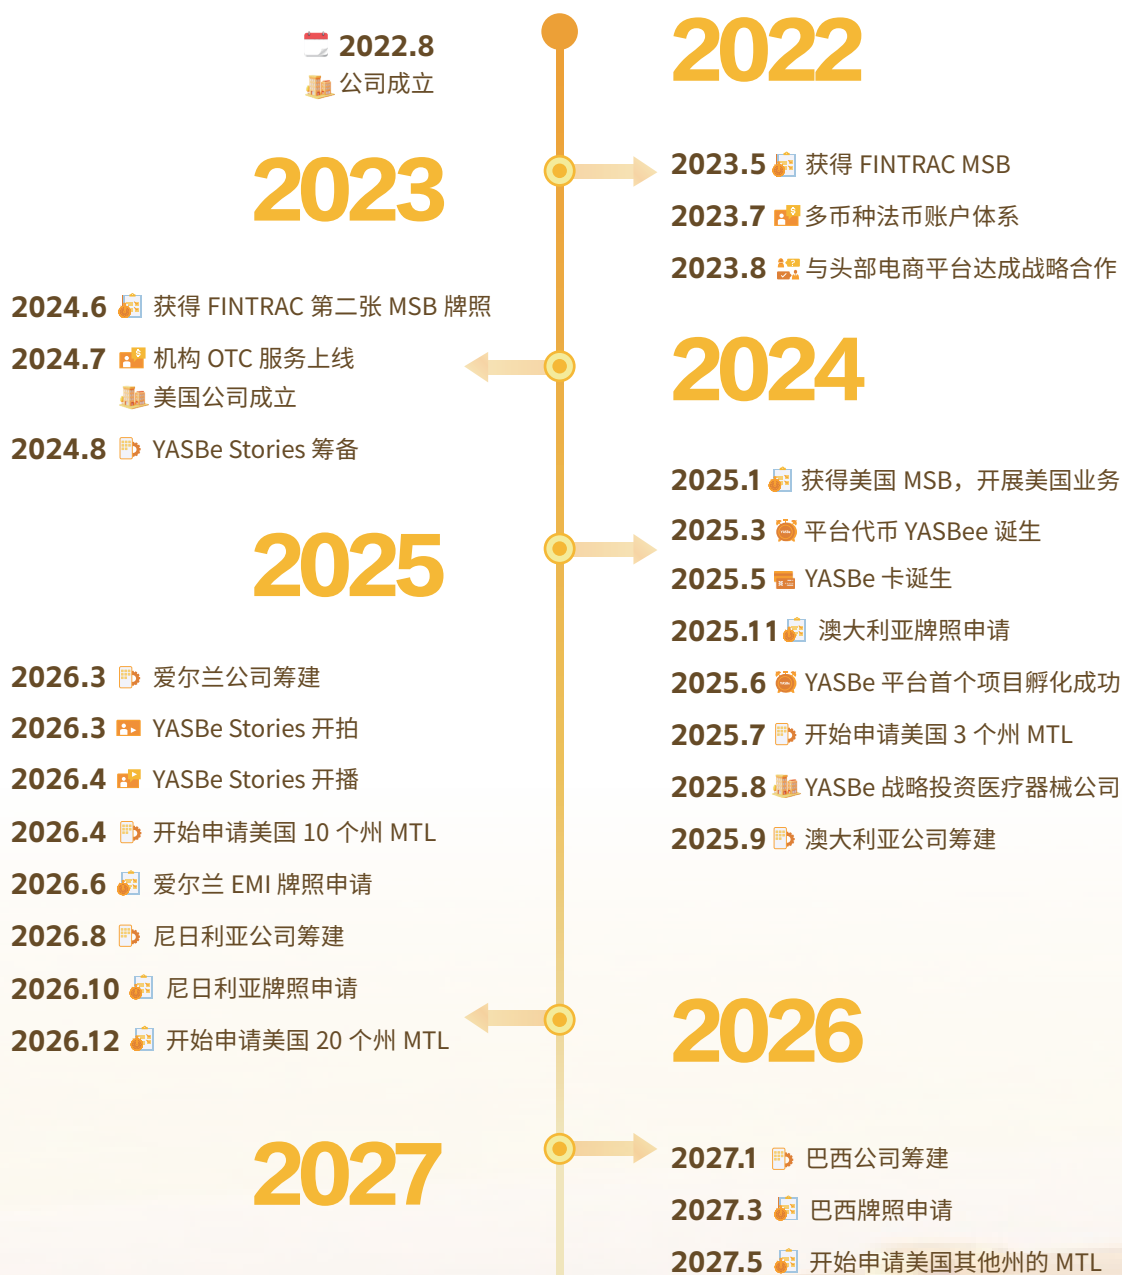 2022
2022.8
公司成立
2023
2023.5 获得 FINTRAC MSB
2023.7 多币种法币账户体系
2023.8 与头部电商平台达成战略合作
2024
2024.6 获得 FINTRAC 第二张 MSB 牌照
2024.7 机构 OTC 服务上线
美国公司成立
2024.8 YASBe Stories 筹备
2025
2025.1 获得美国 MSB，开展美国业务
2025.3 平台代币 YASBee 诞生
2025.5 YASBe 卡诞生
2025.11 澳大利亚牌照申请
2025.6 YASBe 平台首个项目孵化成功
2025.7 开始申请美国 3 个州 MTL
2025.8 YASBe 战略投资医疗器械公司
2025.9 澳大利亚公司筹建
2026
2026.3 爱尔兰公司筹建
2026.3 YASBe Stories 开拍
2026.4 YASBe Stories 开播
2026.4 开始申请美国 10 个州 MTL
2026.6 爱尔兰 EMI 牌照申请
2026.8 尼日利亚公司筹建
2026.10 尼日利亚牌照申请
2026.12 开始申请美国 20 个州 MTL
2027
2027.1 巴西公司筹建
2027.3 巴西牌照申请
2027.5 开始申请美国其他州的 MTL